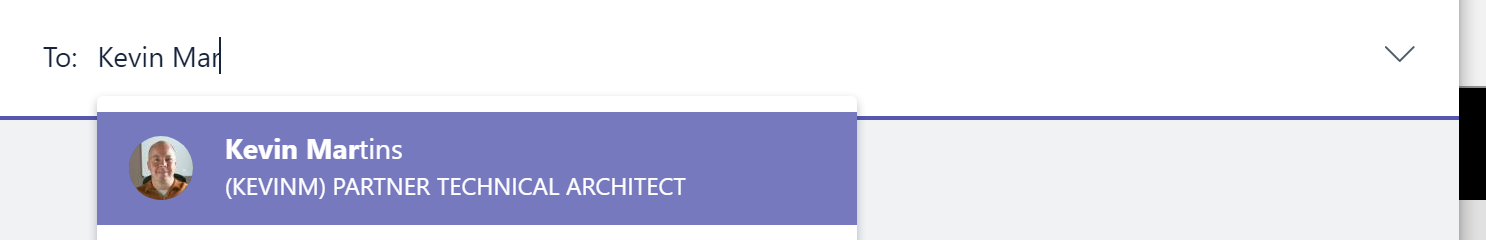 To: Kevin Mar
Kevin Martins
(KEVINM) PARTNER TECHNICAL ARCHITECT